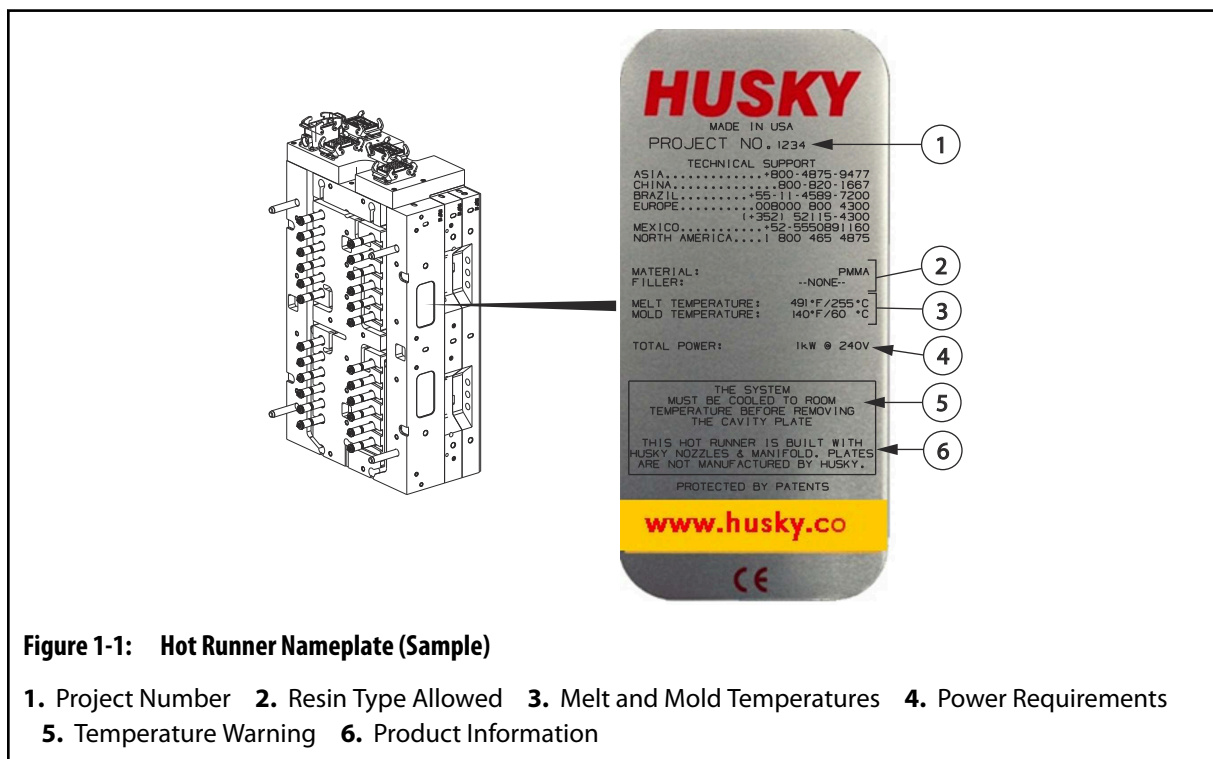 HUSKY
MADE IN USA
PROJECT NO. 1234
TECHNICAL SUPPORT
ASIA..............+800-4875-9477
CHINA...............800-820-1667
BRAZIL...........+55-11-4589-7200
EUROPE..........008000 800 4300
(+352) 52115-4300
MEXICO...........+52-5550891160
NORTH AMERICA....1 800 465 4875
MATERIAL: PMMA
FILLER: --NONE--
MELT TEMPERATURE: 491°F/255°C
MOLD TEMPERATURE: 140°F/60 °C
TOTAL POWER: 1kW @ 240V
THE SYSTEM
MUST BE COOLED TO ROOM
TEMPERATURE BEFORE REMOVING
THE CAVITY PLATE
THIS HOT RUNNER IS BUILT WITH
HUSKY NOZZLES & MANIFOLD. PLATES
ARE NOT MANUFACTURED BY HUSKY.
PROTECTED BY PATENTS
www.husky.co
CE
1
2
3
4
5
6
Figure 1-1: Hot Runner Nameplate (Sample)
1. Project Number 2. Resin Type Allowed 3. Melt and Mold Temperatures 4. Power Requirements
5. Temperature Warning 6. Product Information